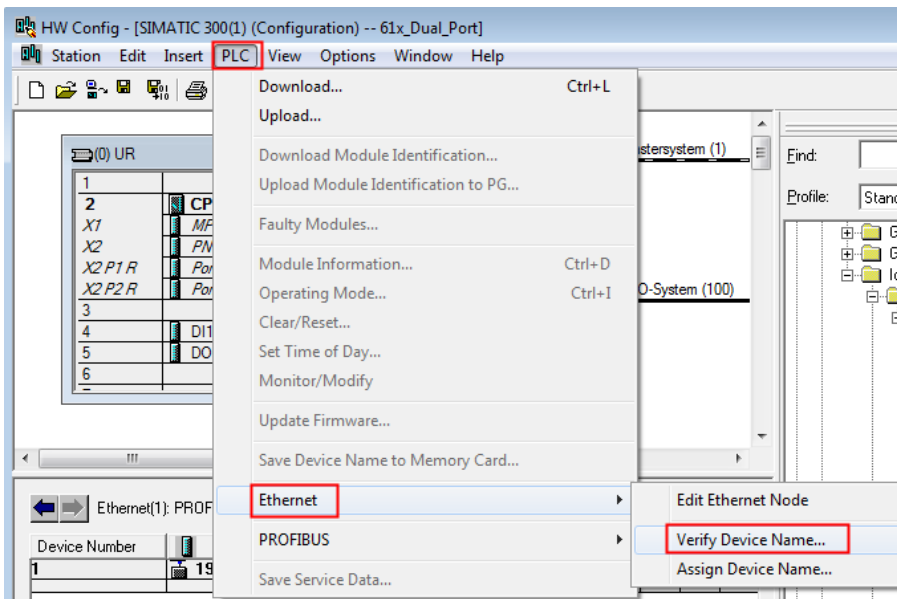 HW Config - [SIMATIC 300(1) (Configuration) -- 61x_Dual_Port]
Station Edit Insert PLC View Options Window Help
Download... Ctrl+L
Upload...
Download Module Identification...
Upload Module Identification to PG...
Faulty Modules...
Module Information... Ctrl+D
Operating Mode... Ctrl+I
Clear/Reset...
Set Time of Day...
Monitor/Modify
Update Firmware...
Save Device Name to Memory Card...
Ethernet
PROFIBUS
Save Service Data...
Edit Ethernet Node
Verify Device Name...
Assign Device Name...
(0) UR
1
2 CP
X1 MP
X2 PN
X2 P1 R Por
X2 P2 R Por
3
4 DI1
5 DO
6
stersystem (1)
O-System (100)
Find:
Profile: Stand
G
G
Ethernet(1): PROF
Device Number
1 19